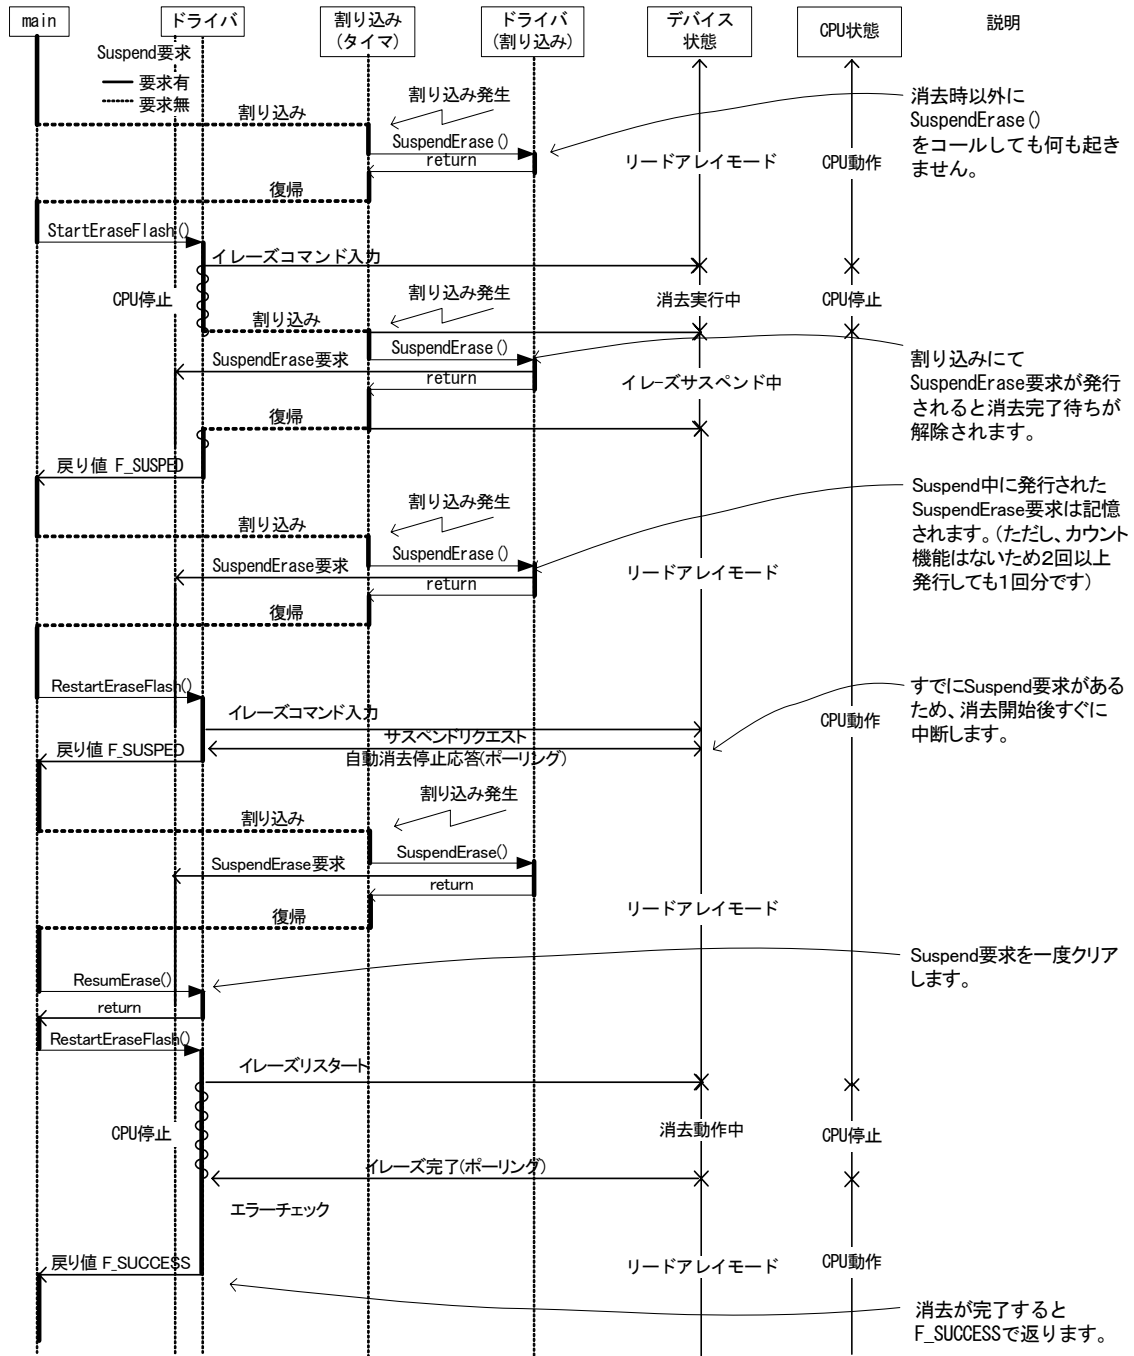 main
ドライバ
割り込み
(タイマ)
ドライバ
(割り込み)
デバイス
状態
CPU状態
説明
Suspend要求
要求有
要求無
割り込み
割り込み発生
SuspendErase()
return
復帰
リードアレイモード
CPU動作
消去時以外に
SuspendErase()
をコールしても何も起き
ません。
StartEraseFlash()
イレーズコマンド入力
CPU停止
割り込み発生
消去実行中
CPU停止
割り込み
SuspendErase()
SuspendErase要求
return
イレーズサスペンド中
復帰
割り込みにて
SuspendErase要求が発行
されると消去完了待ちが
解除されます。
戻り値 F_SUSPED
割り込み発生
割り込み
SuspendErase()
SuspendErase要求
return
リードアレイモード
復帰
Suspend中に発行された
SuspendErase要求は記憶
されます。(ただし、カウント
機能はないため2回以上
発行しても1回分です)
RestartEraseFlash()
イレーズコマンド入力
サスペンドリクエスト
戻り値 F_SUSPED
自動消去停止応答(ポーリング)
CPU動作
すでにSuspend要求がある
ため、消去開始後すぐに
中断します。
割り込み発生
割り込み
SuspendErase()
SuspendErase要求
return
リードアレイモード
復帰
ResumErase()
return
Suspend要求を一度クリア
します。
RestartEraseFlash()
イレーズリスタート
CPU停止
消去動作中
CPU停止
イレーズ完了(ポーリング)
エラーチェック
戻り値 F_SUCCESS
リードアレイモード
CPU動作
消去が完了すると
F_SUCCESSで返ります。